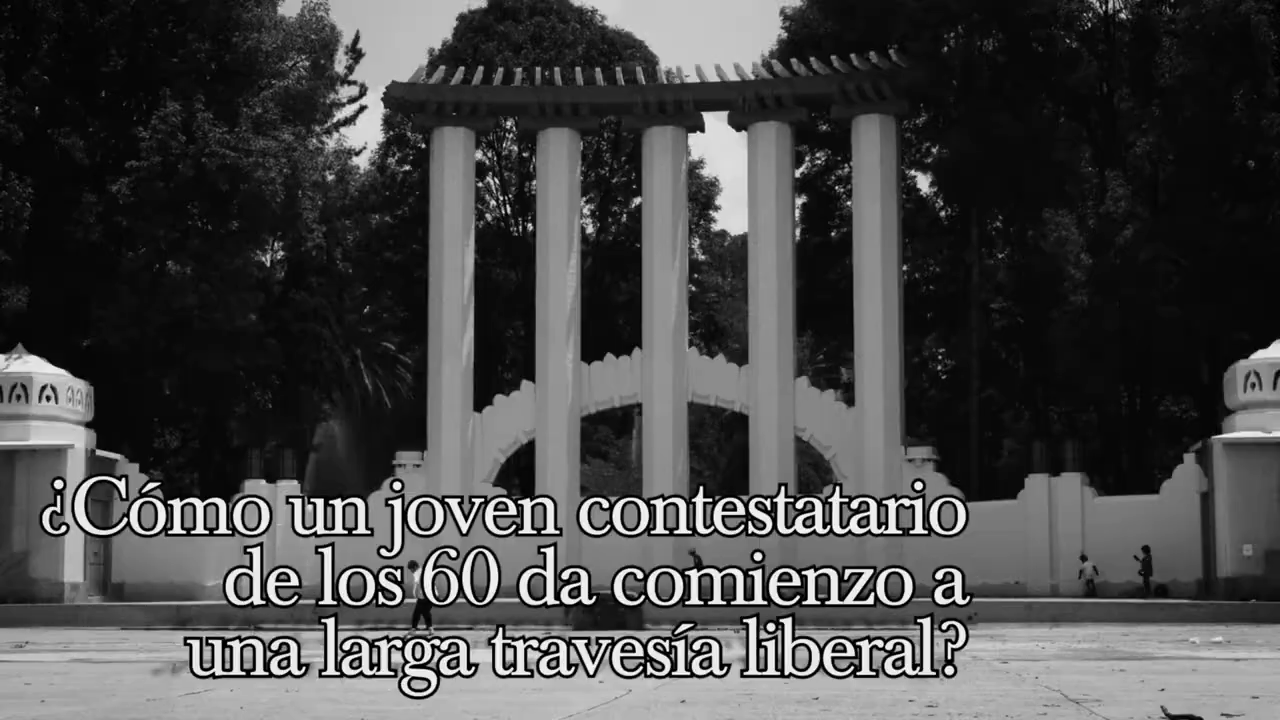 ¿Cómo un joven contestatario
de los 60 da comienzo a
una larga travesía liberal?